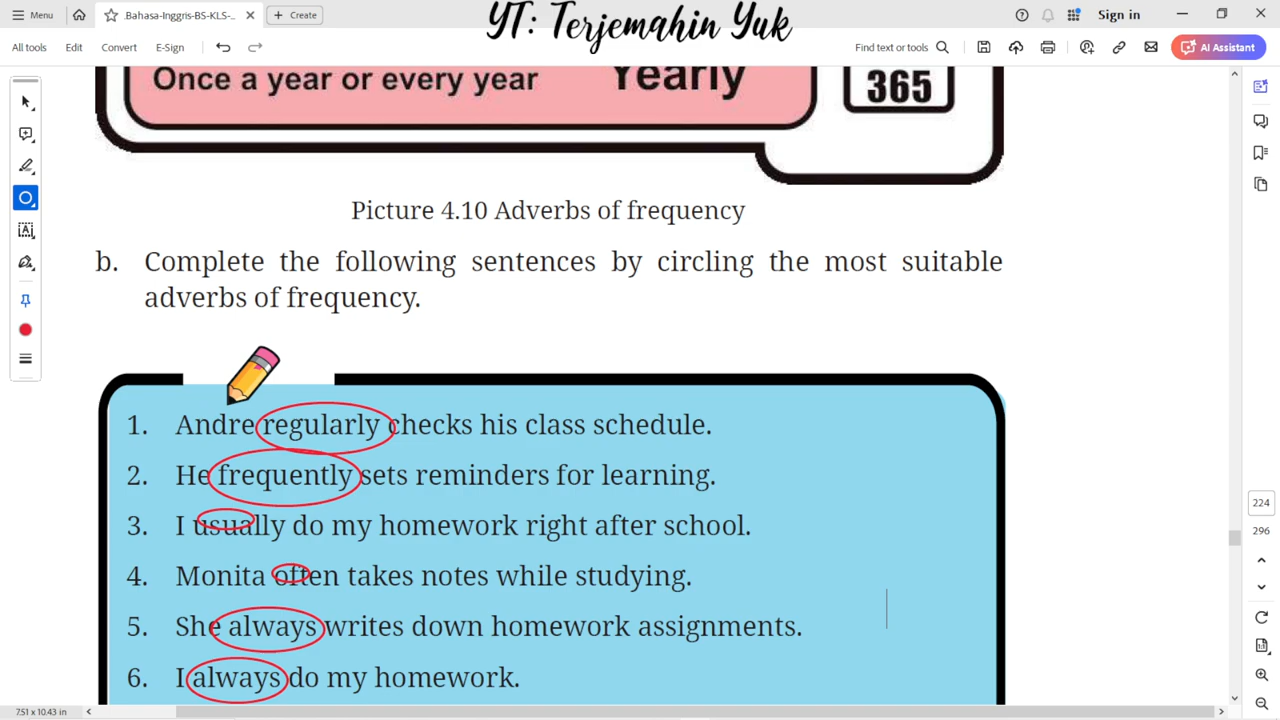 Menu
.Bahasa-Inggris-BS-KLS-...
Create
YT: Terjemahin Yuk
Sign in
All tools
Edit
Convert
E-Sign
Find text or tools
AI Assistant
Once a year or every year
Yearly
365
Picture 4.10 Adverbs of frequency
b. Complete the following sentences by circling the most suitable
adverbs of frequency.
1. Andre regularly checks his class schedule.
2. He frequently sets reminders for learning.
3. I usually do my homework right after school.
4. Monita often takes notes while studying.
5. She always writes down homework assignments.
6. I always do my homework.
224
296
7.51 x 10.43 in